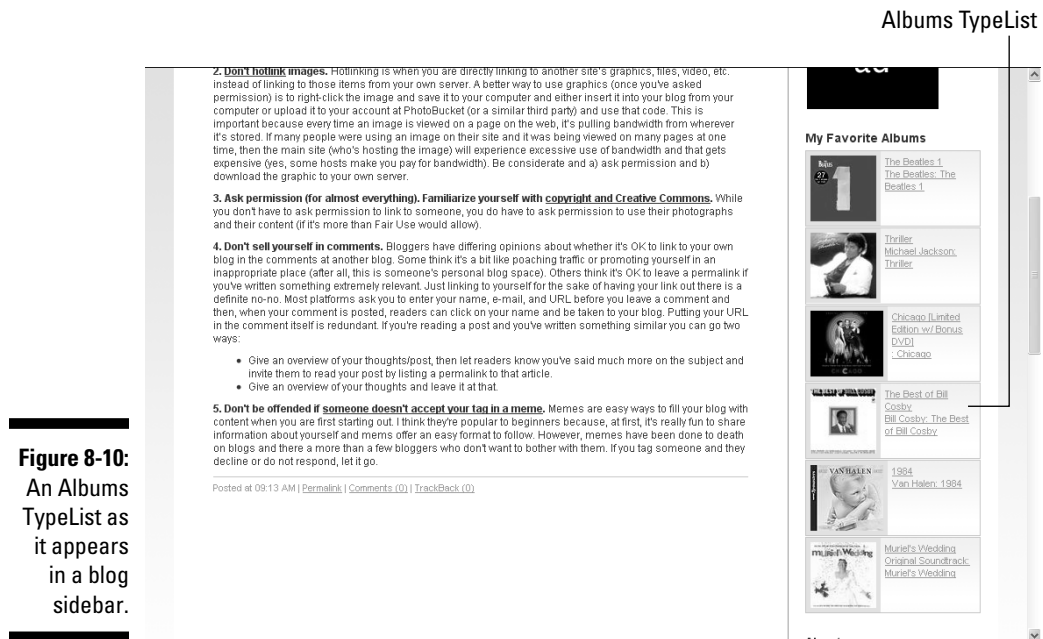 Albums TypeList
2. Don't hotlink images. Hotlinking is when you are directly linking to another site's graphics, files, video, etc.
instead of linking to those items from your own server. A better way to use graphics (once you've asked
permission) is to right-click the image and save it to your computer and either insert it into your blog from your
computer or upload it to your account at PhotoBucket (or a similar third party) and use that code. This is
important because every time an image is viewed on a page on the web, it's pulling bandwidth from wherever
it's stored. If many people were using an image on their site and it was being viewed on many pages at one
time, then the main site (who's hosting the image) will experience excessive use of bandwidth and that gets
expensive (yes, some hosts make you pay for bandwidth). Be considerate and a) ask permission and b)
download the graphic to your own server.
3. Ask permission (for almost everything). Familiarize yourself with copyright and Creative Commons. While
you don't have to ask permission to link to someone, you do have to ask permission to use their photographs
and their content (if it's more than Fair Use would allow).
4. Don't sell yourself in comments. Bloggers have differing opinions about whether it's OK to link to your own
blog in the comments at another blog. Some think it's a bit like poaching traffic or promoting yourself in an
inappropriate place (after all, this is someone's personal blog space). Others think it's OK to leave a permalink if
you've written something extremely relevant. Just linking to yourself for the sake of having your link out there is a
definite no-no. Most platforms ask you to enter your name, e-mail, and URL before you leave a comment and
then, when your comment is posted, readers can click on your name and be taken to your blog. Putting your URL
in the comment itself is redundant. If you're reading a post and you've written something similar you can go two
ways:
• Give an overview of your thoughts/post, then let readers know you've said much more on the subject and
invite them to read your post by listing a permalink to that article.
• Give an overview of your thoughts and leave it at that.
5. Don't be offended if someone doesn't accept your tag in a meme. Memes are easy ways to fill your blog with
content when you are first starting out. I think they're popular to beginners because, at first, it's really fun to share
information about yourself and mems offer an easy format to follow. However, memes have been done to death
on blogs and there a more than a few bloggers who don't want to bother with them. If you tag someone and they
decline or do not respond, let it go.
Posted at 09:13 AM | Permalink | Comments (0) | TrackBack (0)
ad
My Favorite Albums
27
1
The Beatles 1
The Beatles: The
Beatles 1
Thriller
Michael Jackson:
Thriller
CHICAGO
Chicago [Limited
Edition w/ Bonus
DVD]
: Chicago
THE BEST OF BILL COSBY
The Best of Bill
Cosby
Bill Cosby: The Best
of Bill Cosby
VAN HALEN
1984
Van Halen: 1984
muriel's Wedding
Muriel's Wedding
Original Soundtrack:
Muriel's Wedding
Figure 8-10:
An Albums
TypeList as
it appears
in a blog
sidebar.